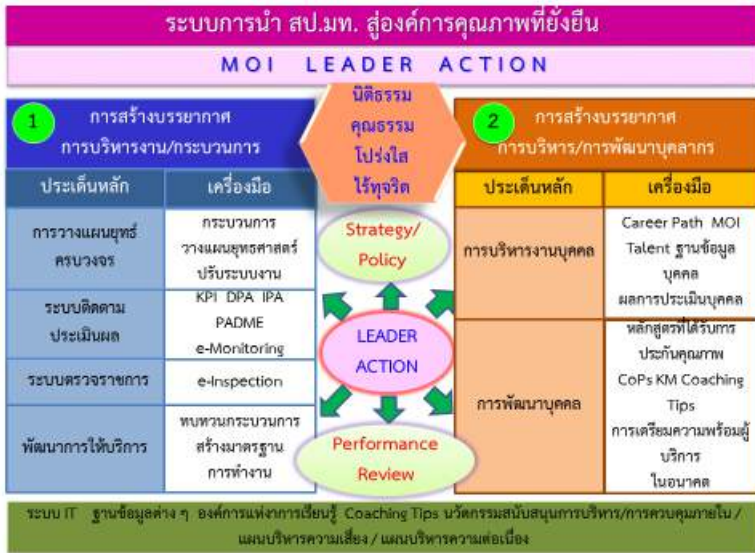 ระบบการนำ สป.มท. สู่องค์การคุณภาพที่ยั่งยืน
MOI LEADER ACTION
1
การสร้างบรรยากาศ
การบริหารงาน/กระบวนการ
นิติธรรม
คุณธรรม
โปร่งใส
ไร้ทุจริต
2
การสร้างบรรยากาศ
การบริหาร/การพัฒนาบุคลากร
ประเด็นหลัก
เครื่องมือ
การวางแผนยุทธ์
ครบวงจร
กระบวนการ
วางแผนยุทธศาสตร์
ปรับระบบงาน
ระบบติดตาม
ประเมินผล
KPI DPA IPA
PADME
e-Monitoring
ระบบตรวจราชการ
e-Inspection
พัฒนาการให้บริการ
ทบทวนกระบวนการ
สร้างมาตรฐาน
การทำงาน
Strategy/
Policy
LEADER
ACTION
Performance
Review
ประเด็นหลัก
เครื่องมือ
การบริหารงานบุคคล
Career Path MOI
Talent ฐานข้อมูล
บุคคล
ผลการประเมินบุคคล
การพัฒนาบุคคล
หลักสูตรที่ได้รับการ
ประกันคุณภาพ
CoPs KM Coaching
Tips
การเตรียมความพร้อมผู้
บริการ
ในอนาคต
ระบบ IT ฐานข้อมูลต่าง ๆ องค์การแห่งการเรียนรู้ Coaching Tips นวัตกรรมสนับสนุนการบริหาร/การควบคุมภายใน /
แผนบริหารความเสี่ยง / แผนบริหารความต่อเนื่อง